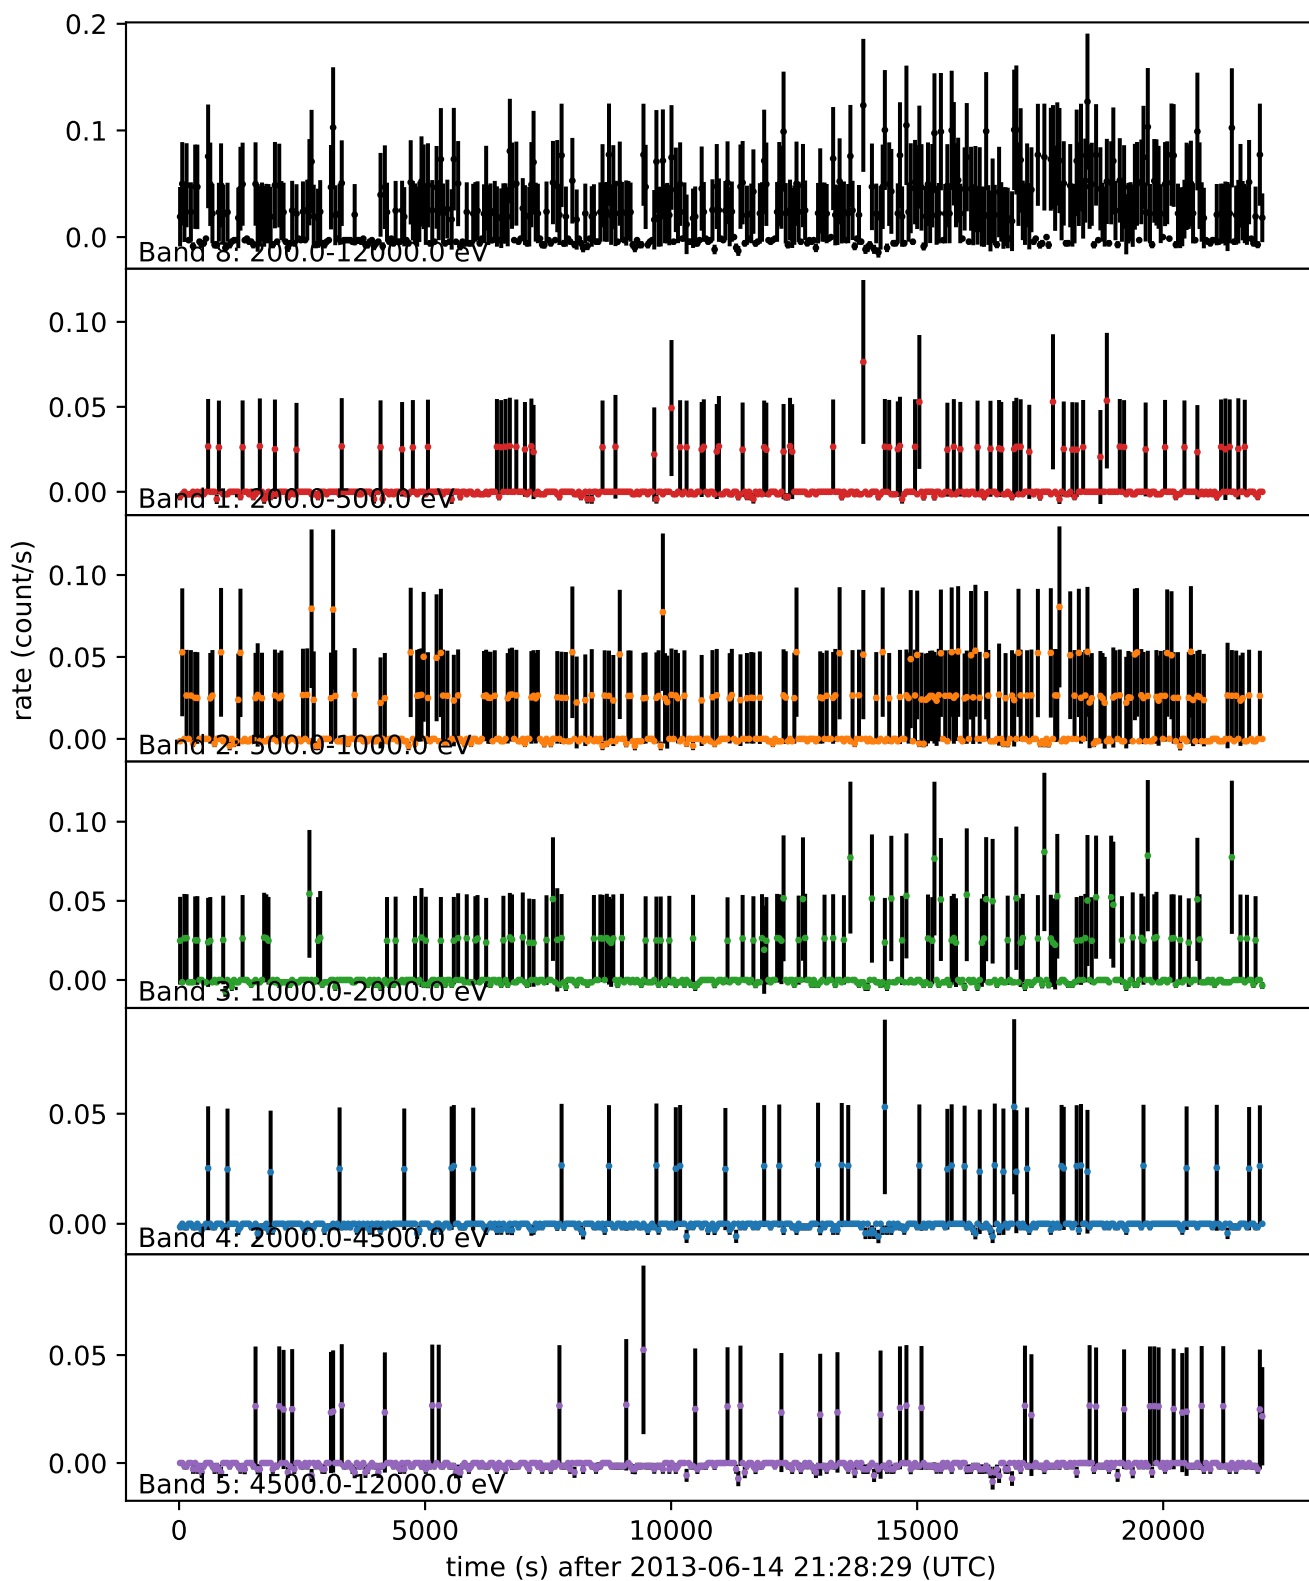 0.2
0.1
0.0
Band 8: 200.0-12000.0 eV
0.10
0.05
0.00
Band 1: 200.0-500.0 eV
0.10
0.05
0.00
Band 2: 500.0-1000.0 eV
rate (count/s)
0.10
0.05
0.00
Band 3: 1000.0-2000.0 eV
0.05
0.00
Band 4: 2000.0-4500.0 eV
0.05
0.00
Band 5: 4500.0-12000.0 eV
0 5000 10000 15000 20000
time (s) after 2013-06-14 21:28:29 (UTC)